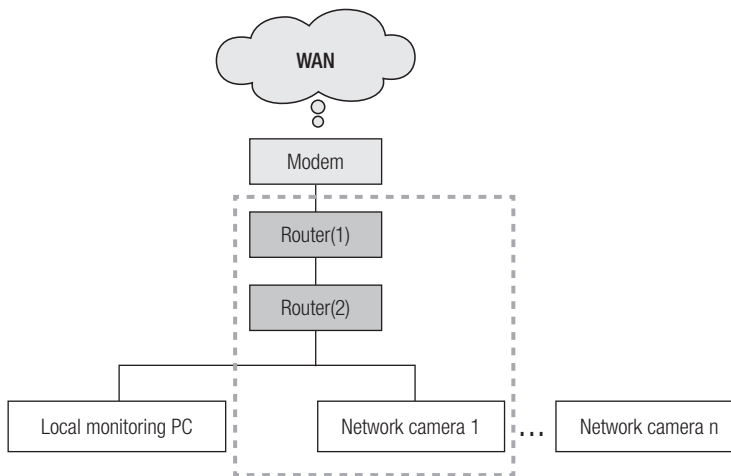 WAN
Modem
Router(1)
Router(2)
Local monitoring PC
Network camera 1
...
Network camera n